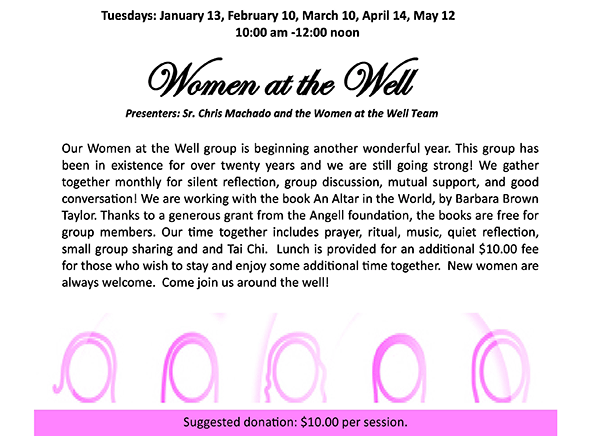 Tuesdays: January 13, February 10, March 10, April 14, May 12
10:00 am -12:00 noon
Women at the Well
Presenters: Sr. Chris Machado and the Women at the Well Team
Our Women at the Well group is beginning another wonderful year. This group has
been in existence for over twenty years and we are still going strong! We gather
together monthly for silent reflection, group discussion, mutual support, and good
conversation! We are working with the book An Altar in the World, by Barbara Brown
Taylor. Thanks to a generous grant from the Angell foundation, the books are free for
group members. Our time together includes prayer, ritual, music, quiet reflection,
small group sharing and and Tai Chi.  Lunch is provided for an additional $10.00 fee
for those who wish to stay and enjoy some additional time together.  New women are
always welcome.  Come join us around the well!
Suggested donation: $10.00 per session.